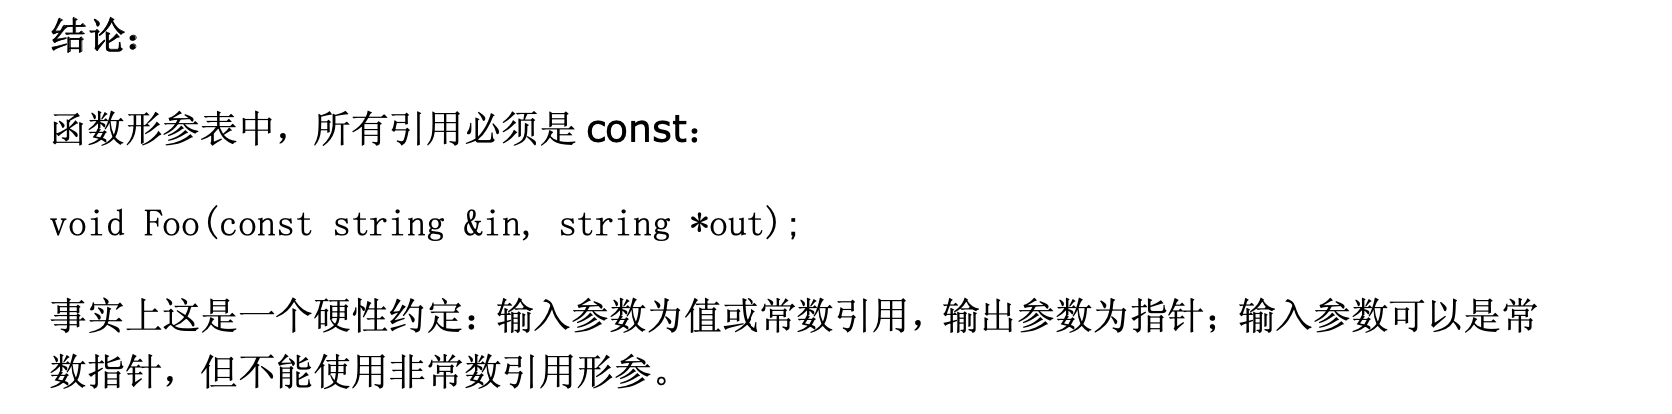 结论：
函数形参表中，所有引用必须是 const：
void Foo(const string &in, string *out);
事实上这是一个硬性约定：输入参数为值或常数引用，输出参数为指针；输入参数可以是常
数指针，但不能使用非常数引用形参。